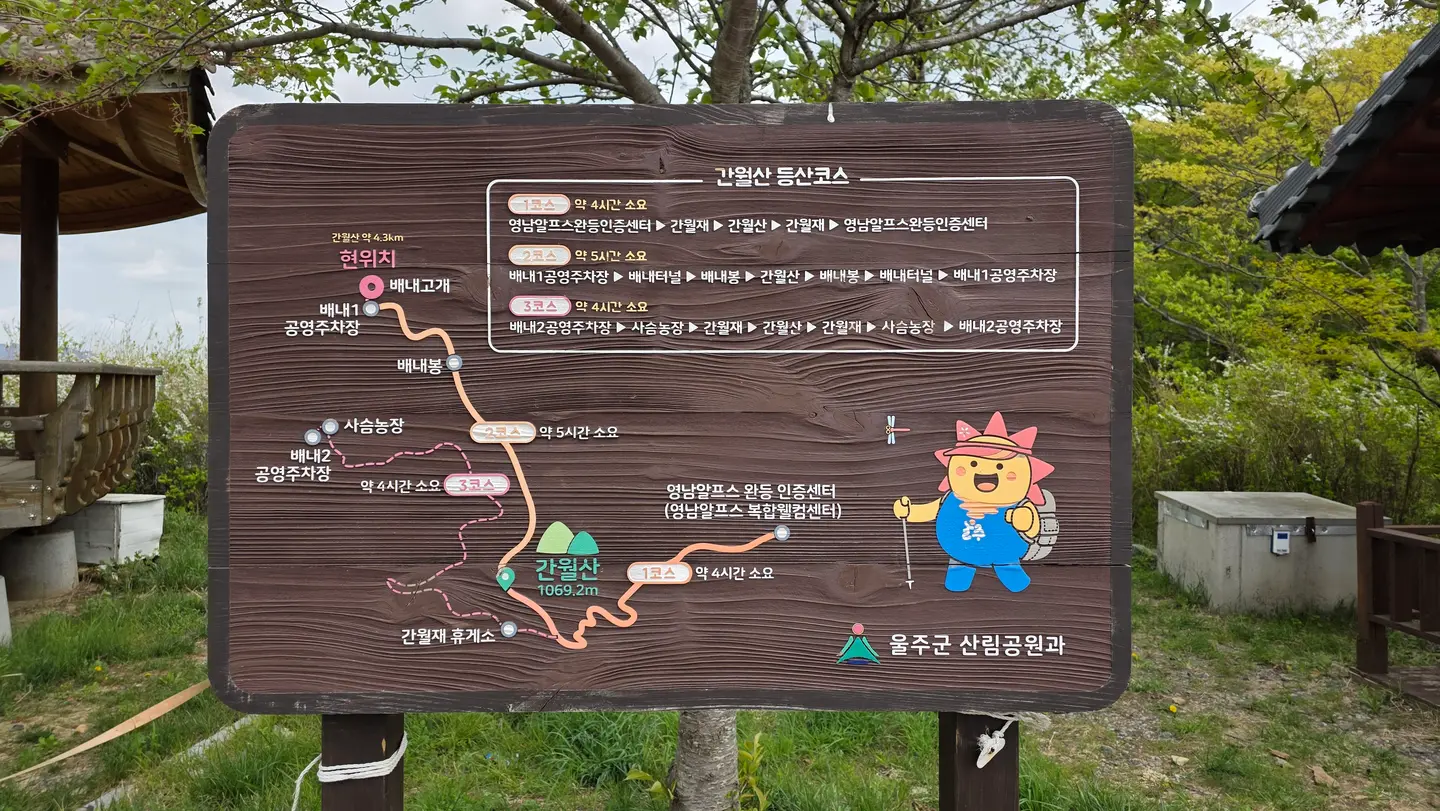 간월산 등산코스
1코스 약 4시간 소요
영남알프스완등인증센터 ▶ 간월재 ▶ 간월산 ▶ 간월재 ▶ 영남알프스완등인증센터
2코스 약 5시간 소요
배내1공영주차장 ▶ 배내터널 ▶ 배내봉 ▶ 간월산 ▶ 배내봉 ▶ 배내터널 ▶ 배내1공영주차장
3코스 약 4시간 소요
배내2공영주차장 ▶ 사슴농장 ▶ 간월재 ▶ 간월산 ▶ 간월재 ▶ 사슴농장 ▶ 배내2공영주차장
간월산 약 4.3km
현위치
배내고개
배내1
공영주차장
배내봉
2코스 약 5시간 소요
사슴농장
배내2
공영주차장
약 4시간 소요 3코스
영남알프스 완등 인증센터
(영남알프스 복합웰컴센터)
간월산
1069.2m
1코스 약 4시간 소요
간월재 휴게소
울주
울주군 산림공원과